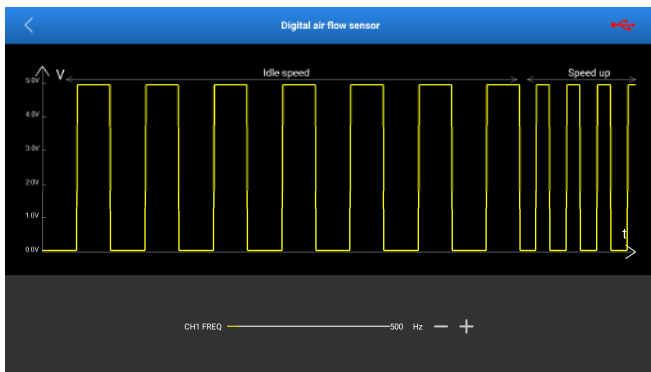 Digital air flow sensor
V
Idle speed
Speed up
5.0V
4.0V
3.0V
2.0V
1.0V
0.0V
t
CH1 FREQ 500 Hz